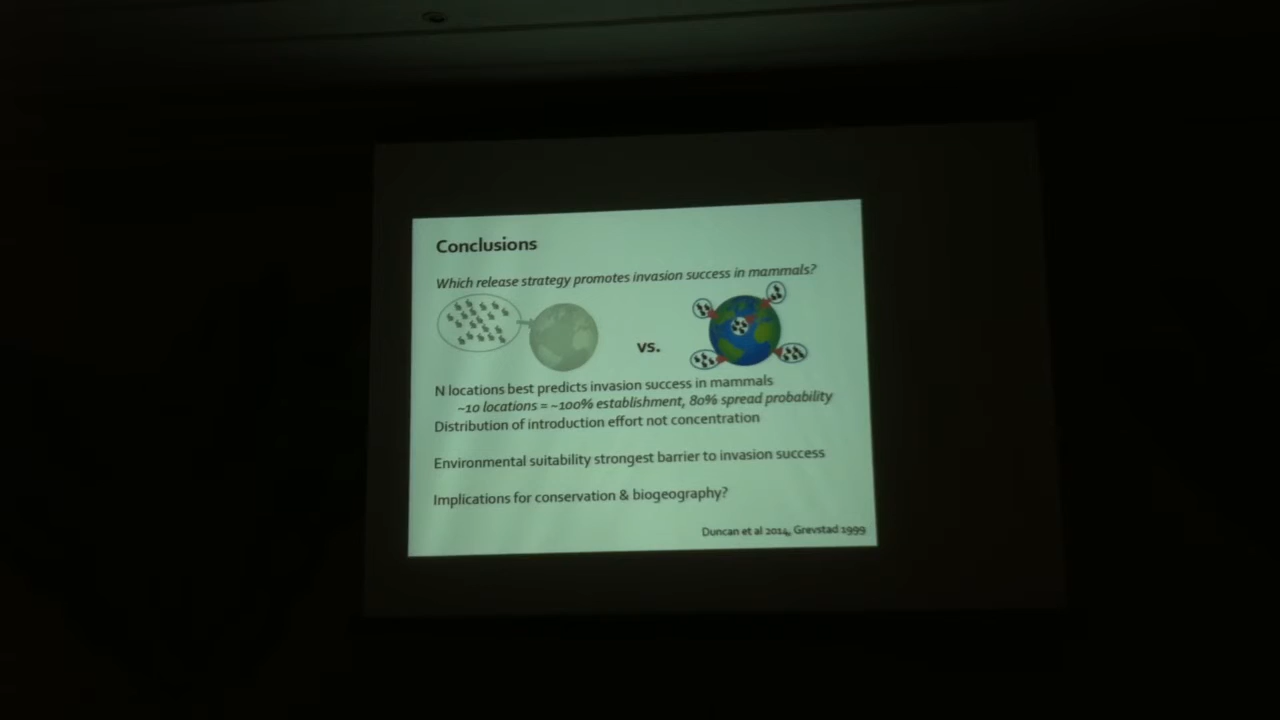 Conclusions
Which release strategy promotes invasion success in mammals?
vs.
N locations best predicts invasion success in mammals
~10 locations = ~100% establishment, 80% spread probability
Distribution of introduction effort not concentration
Environmental suitability strongest barrier to invasion success
Implications for conservation & biogeography?
Duncan et al 2014, Grevstad 1999